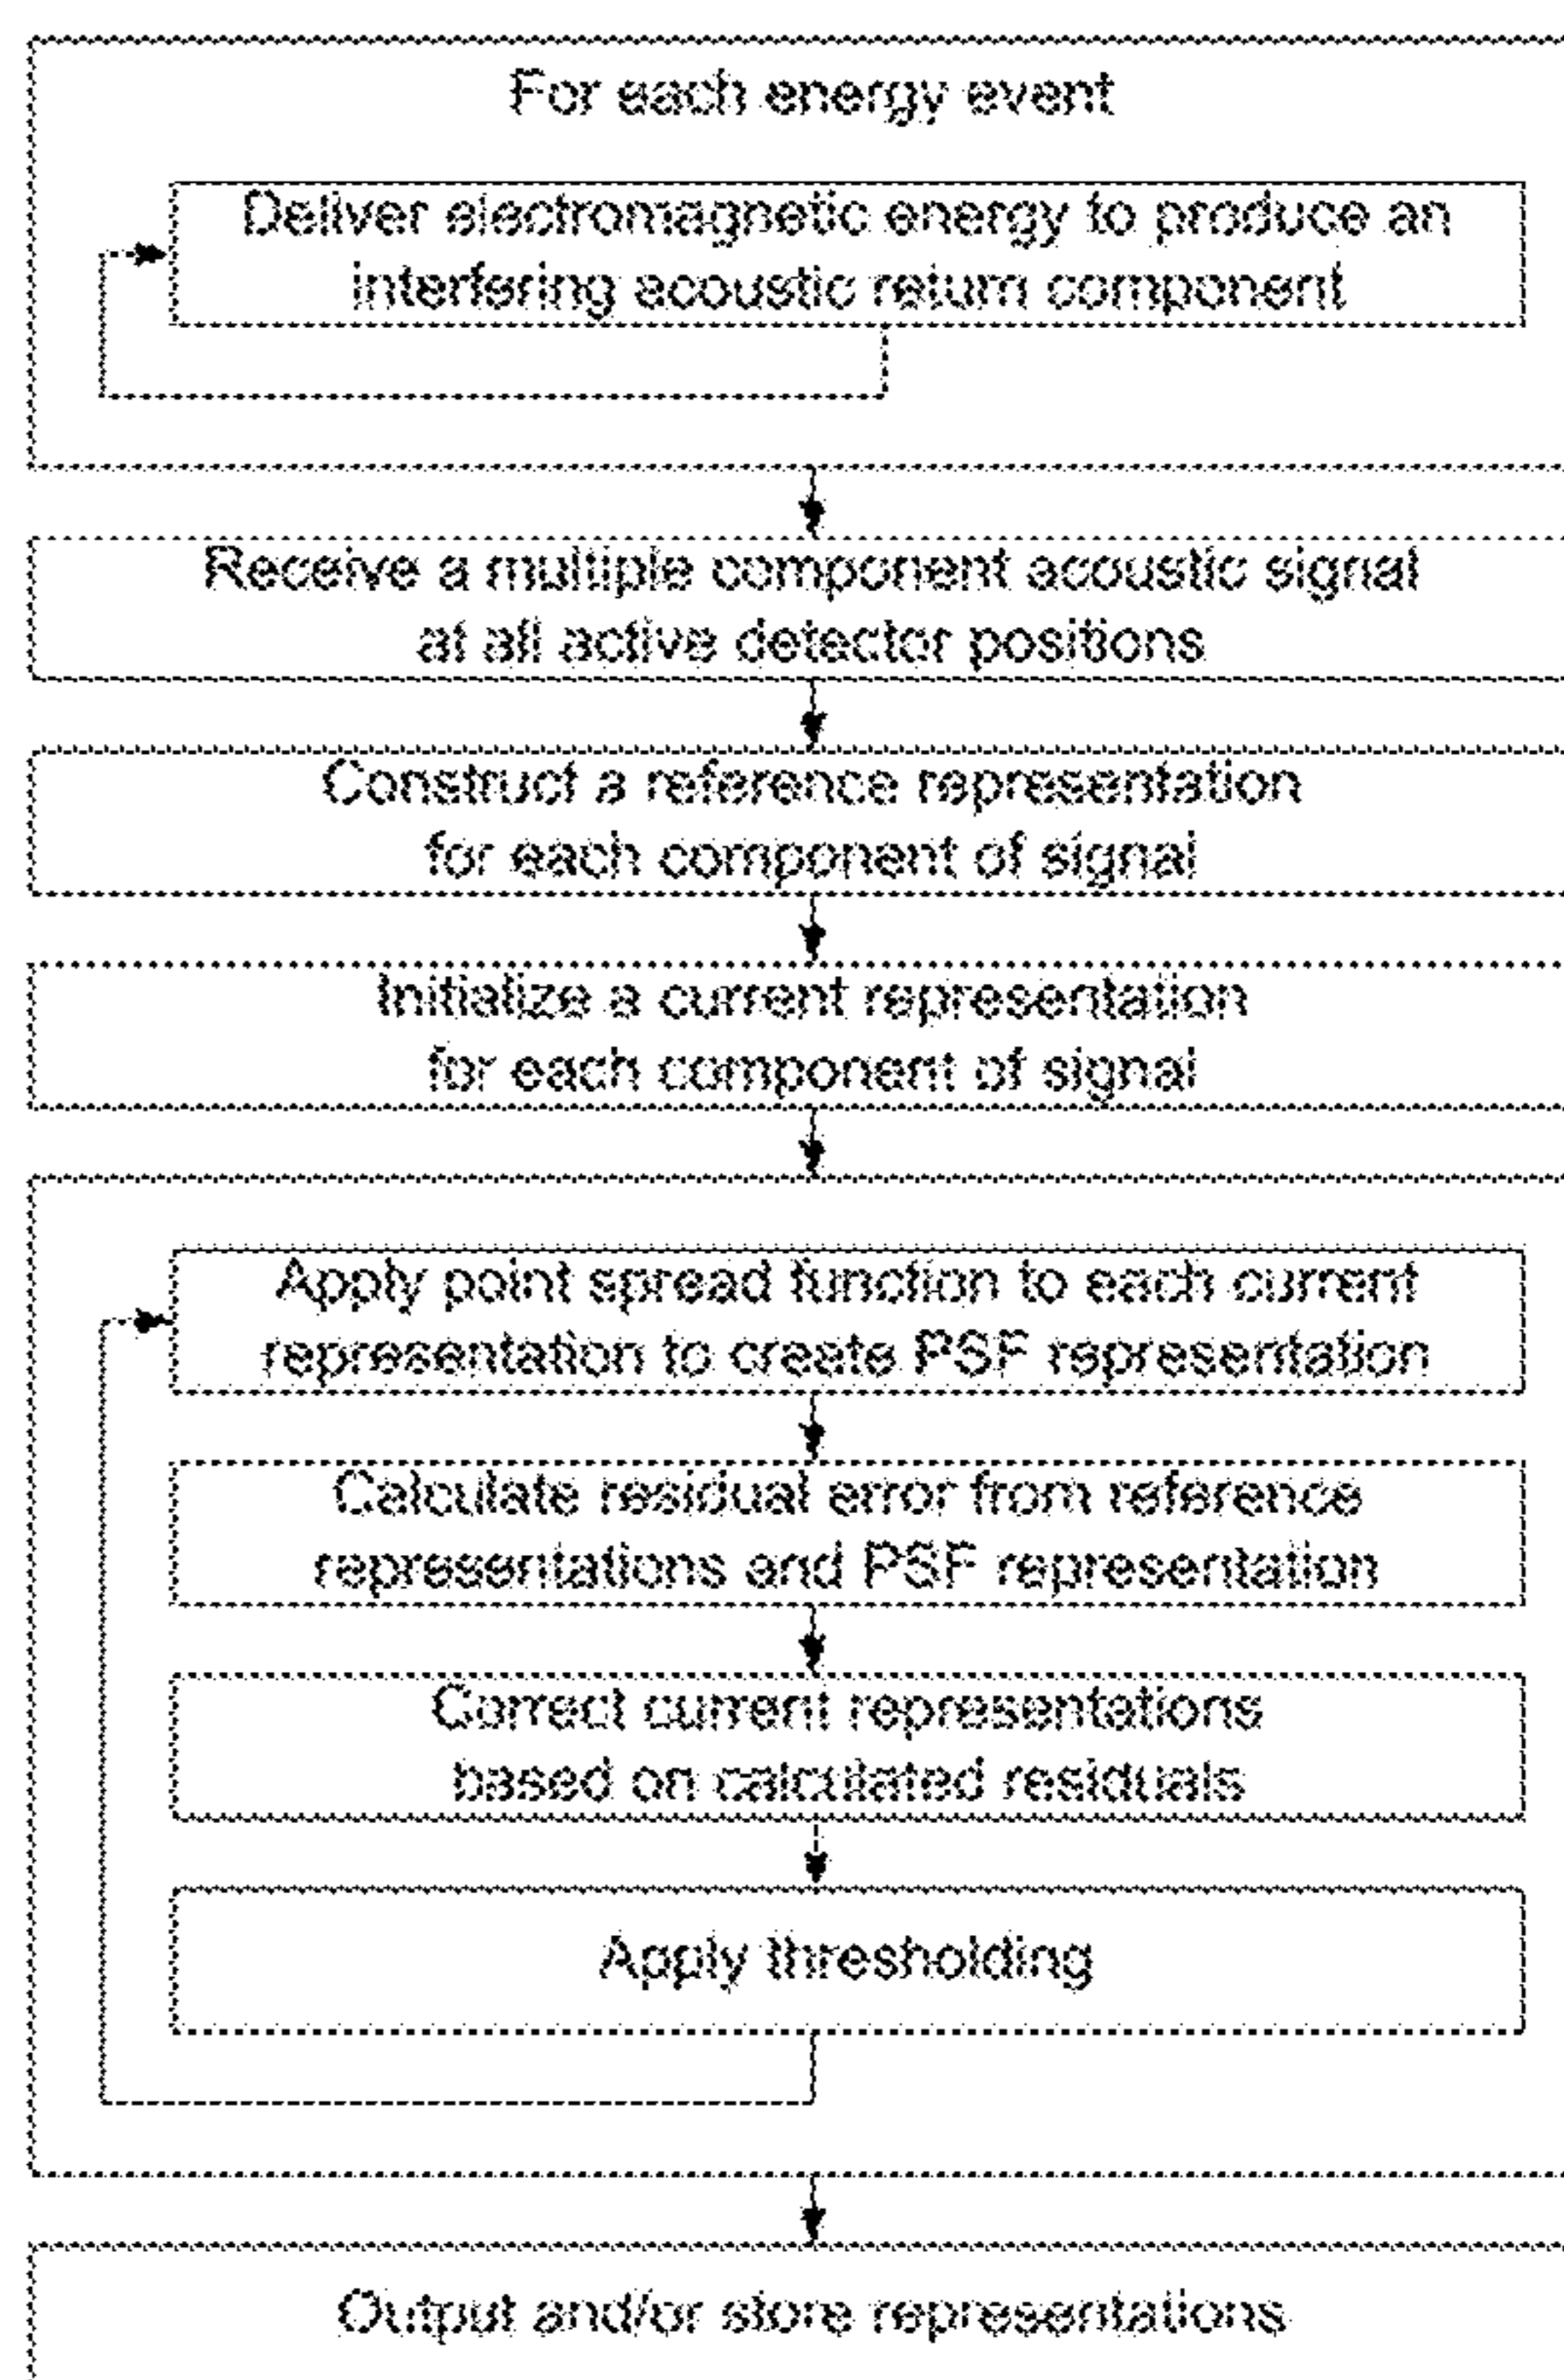 For each energy event
Deliver electromagnetic energy to produce an
interfering acoustic return component
Receive a multiple component acoustic signal
at all active detector positions
Construct a reference representation
for each component of signal
Initialize a current representation
for each component of signal
Apply point spread function to each current
representation to create PSF representation
Calculate residual error from reference
representations and PSF representation
Correct current representations
based on calculated residuals
Apply thresholding
Output and/or store representations